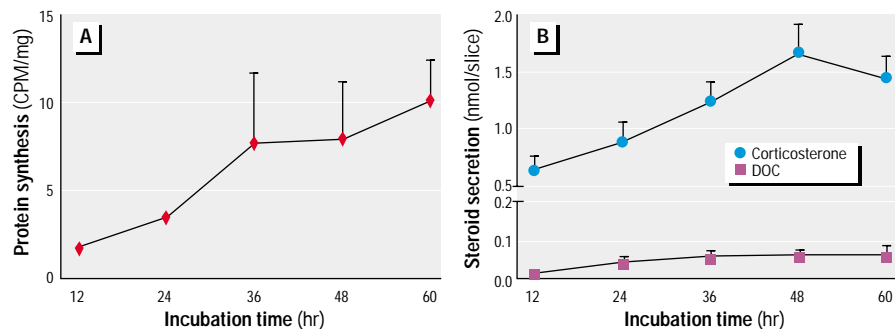 A
Protein synthesis (CPM/mg)
15
10
5
0
12 24 36 48 60
Incubation time (hr)
B
Steroid secretion (nmol/slice)
2.0
1.5
1.0
0.5
0.2
0.1
0.0
Corticosterone
DOC
12 24 36 48 60
Incubation time (hr)